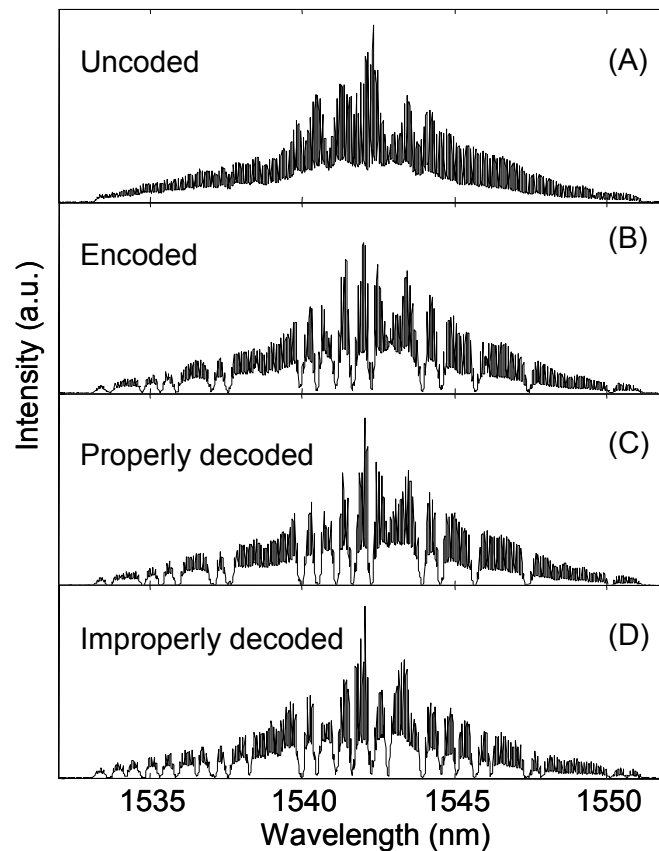 Uncoded
(A)
Encoded
(B)
Properly decoded
(C)
Improperly decoded
(D)
Intensity (a.u.)
1535 1540 1545 1550
Wavelength (nm)